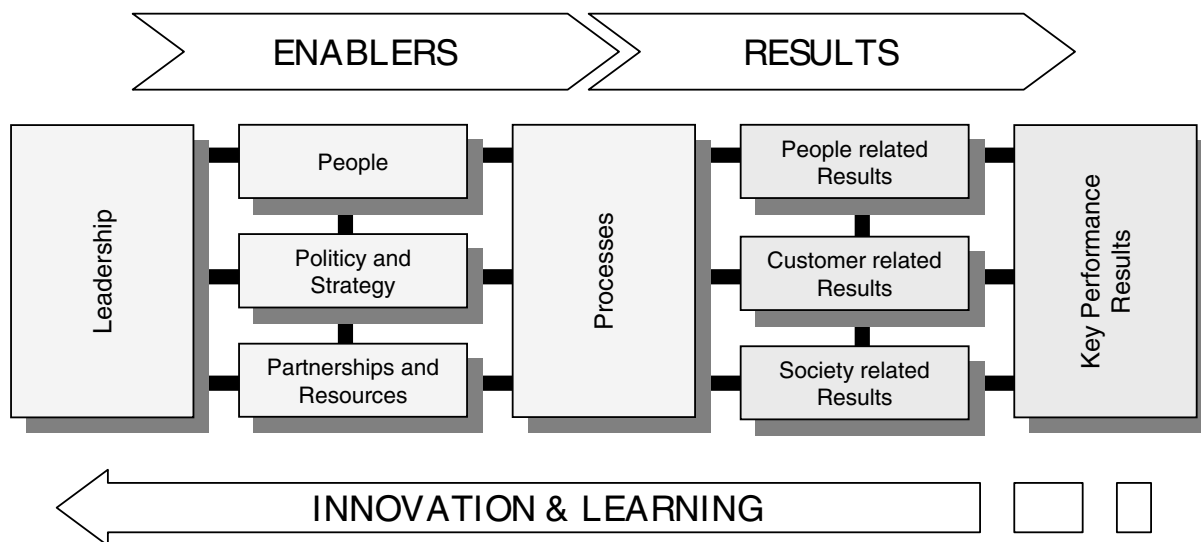 ENABLERS
RESULTS
Leadership
People
Politicy and
Strategy
Partnerships and
Resources
Processes
People related
Results
Customer related
Results
Society related
Results
Key Performance
Results
INNOVATION & LEARNING